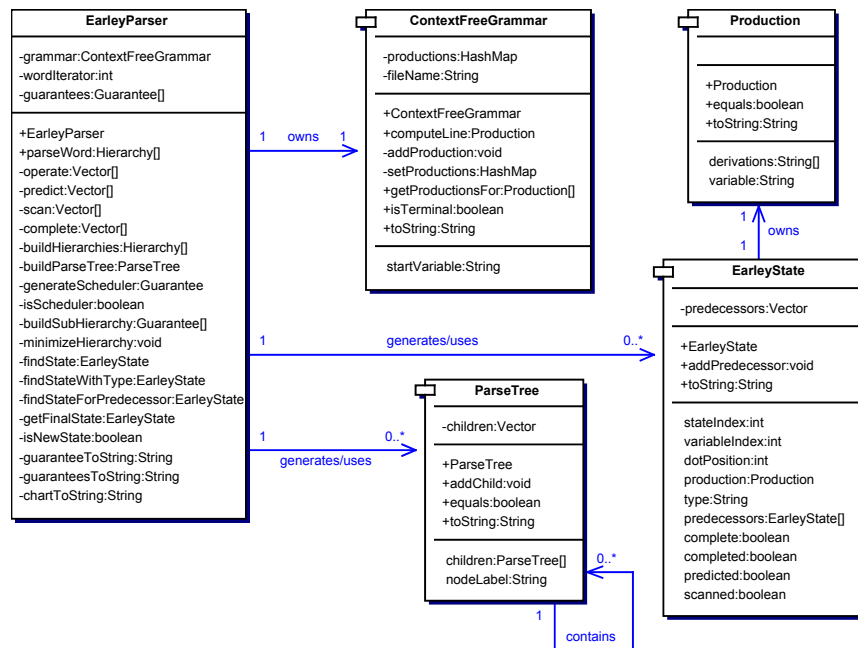 EarleyParser
-grammar:ContextFreeGrammar
-wordIterator:int
-guarantees:Guarantee[]
+EarleyParser
+parseWord:Hierarchy[]
-operate:Vector[]
-predict:Vector[]
-scan:Vector[]
-complete:Vector[]
-buildHierarchies:Hierarchy[]
-buildParseTree:ParseTree
-generateScheduler:Guarantee
-isScheduler:boolean
-buildSubHierarchy:Guarantee[]
-minimizeHierarchy:void
-findState:EarleyState
-findStateWithType:EarleyState
-findStateForPredecessor:EarleyState
-getFinalState:EarleyState
-isNewState:boolean
-guaranteeToString:String
-guaranteesToString:String
-chartToString:String
1 owns 1
ContextFreeGrammar
-productions:HashMap
-fileName:String
+ContextFreeGrammar
+computeLine:Production
-addProduction:void
-setProductions:HashMap
+getProductionsFor:Production[]
+isTerminal:boolean
+toString:String
startVariable:String
Production
+Production
+equals:boolean
+toString:String
derivations:String[]
variable:String
1
owns
1
EarleyState
-predecessors:Vector
+EarleyState
+addPredecessor:void
+toString:String
stateIndex:int
variableIndex:int
dotPosition:int
production:Production
type:String
predecessors:EarleyState[]
complete:boolean
completed:boolean
predicted:boolean
scanned:boolean
1 generates/uses 0..*
1 0..*
generates/uses
ParseTree
-children:Vector
+ParseTree
+addChild:void
+equals:boolean
+toString:String
children:ParseTree[]
nodeLabel:String
0..*
1
contains